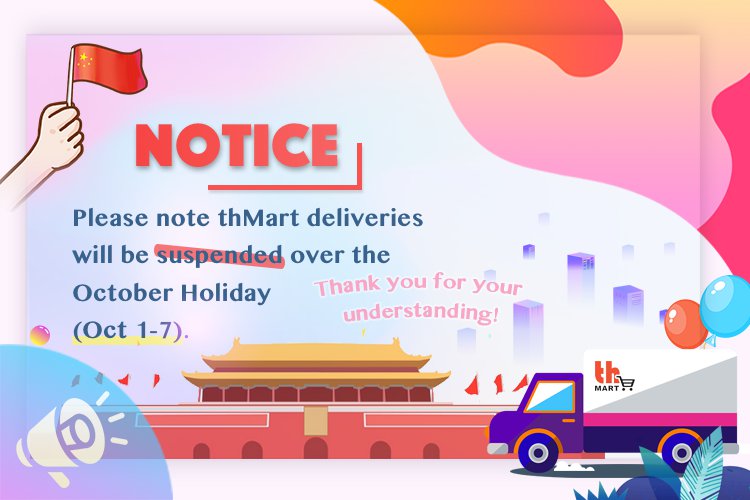 NOTICE
Please note thMart deliveries
will be suspended over the
October Holiday
(Oct 1-7).
Thank you for your
understanding!
th
MART